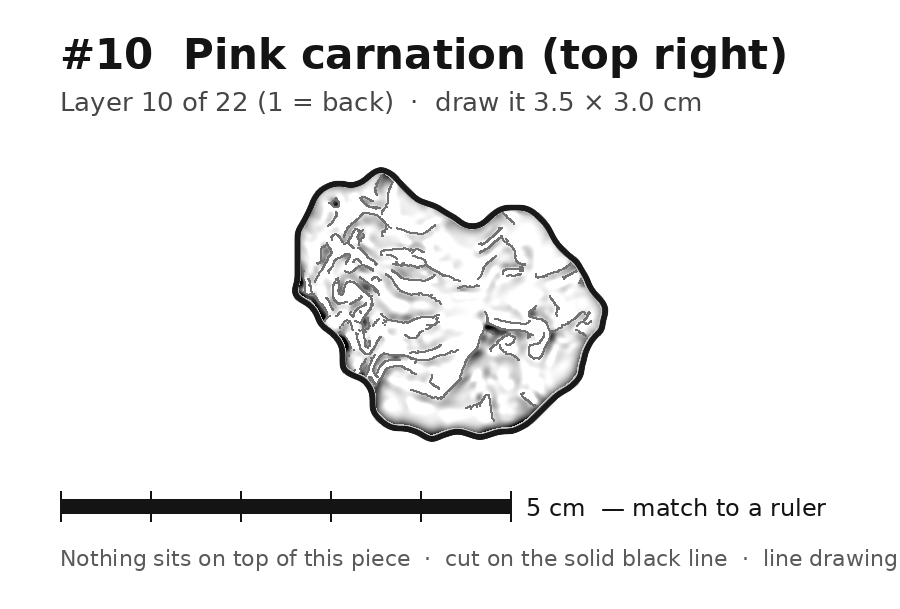 #10  Pink carnation (top right)
Layer 10 of 22 (1 = back)  ·  draw it 3.5 × 3.0 cm
5 cm  — match to a ruler
Nothing sits on top of this piece  ·  cut on the solid black line  ·  line drawing